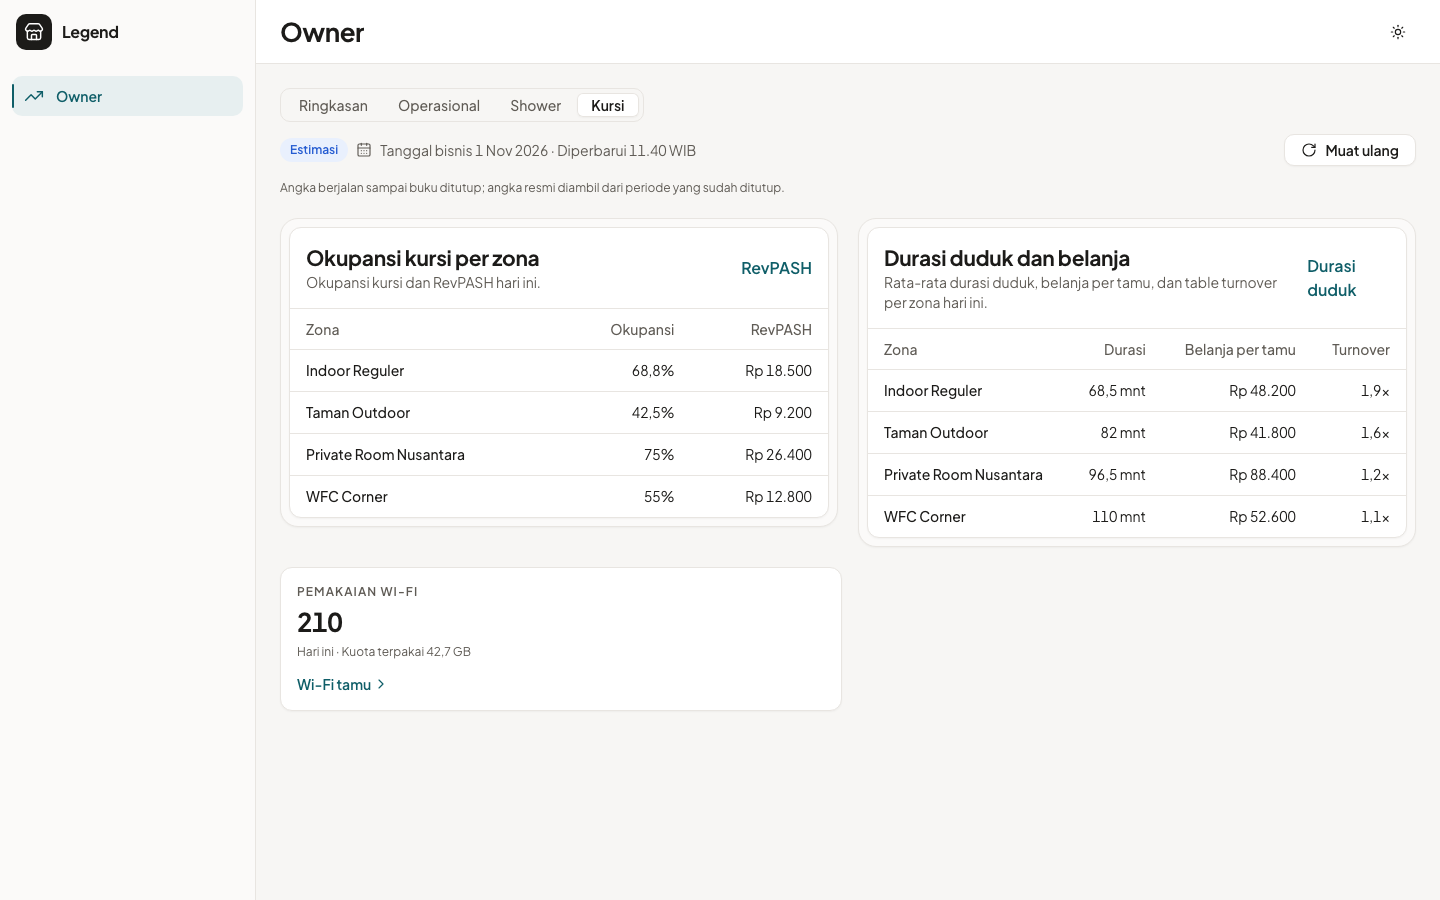 Legend
Owner
Owner
Ringkasan Operasional Shower Kursi
Estimasi Tanggal bisnis 1 Nov 2026 · Diperbarui 11.40 WIB
Muat ulang
Angka berjalan sampai buku ditutup; angka resmi diambil dari periode yang sudah ditutup.
Okupansi kursi per zona
Okupansi kursi dan RevPASH hari ini.
RevPASH
Zona Okupansi RevPASH
Indoor Reguler 68,8% Rp 18.500
Taman Outdoor 42,5% Rp 9.200
Private Room Nusantara 75% Rp 26.400
WFC Corner 55% Rp 12.800
Durasi duduk dan belanja
Rata-rata durasi duduk, belanja per tamu, dan table turnover
per zona hari ini.
Durasi
duduk
Zona Durasi Belanja per tamu Turnover
Indoor Reguler 68,5 mnt Rp 48.200 1,9×
Taman Outdoor 82 mnt Rp 41.800 1,6×
Private Room Nusantara 96,5 mnt Rp 88.400 1,2×
WFC Corner 110 mnt Rp 52.600 1,1×
PEMAKAIAN WI-FI
210
Hari ini · Kuota terpakai 42,7 GB
Wi-Fi tamu